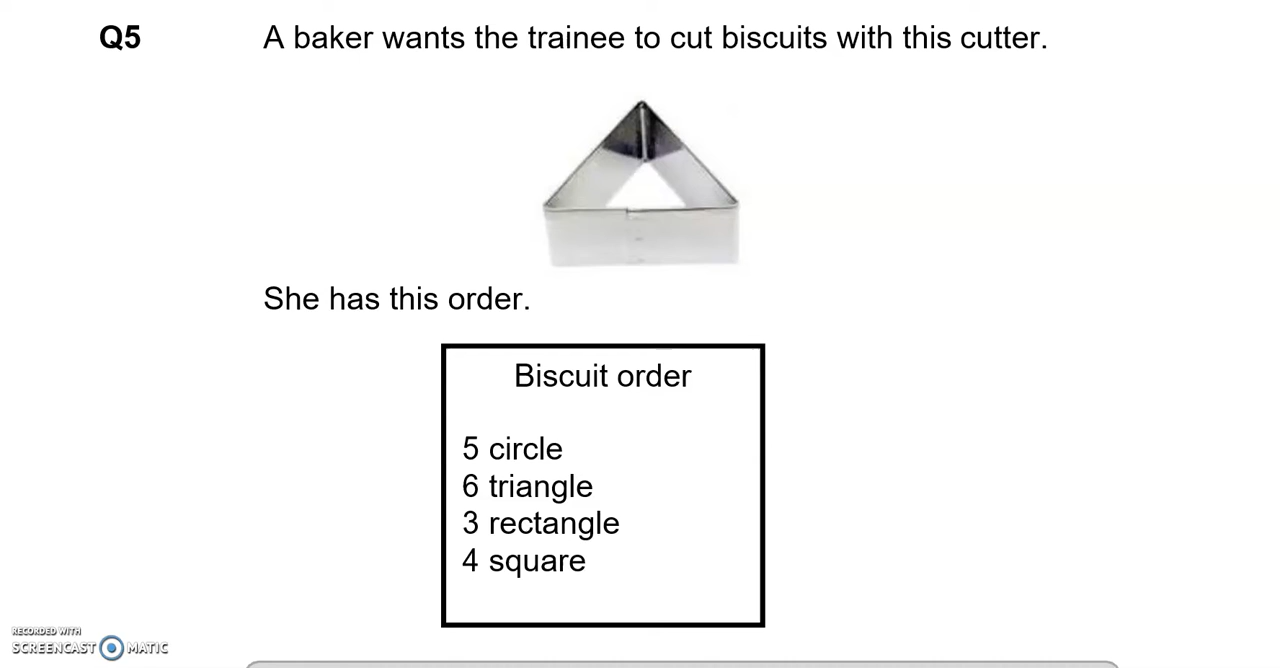 Q5 A baker wants the trainee to cut biscuits with this cutter.
She has this order.
Biscuit order
5 circle
6 triangle
3 rectangle
4 square
RECORDED WITH
SCREENCAST MATIC